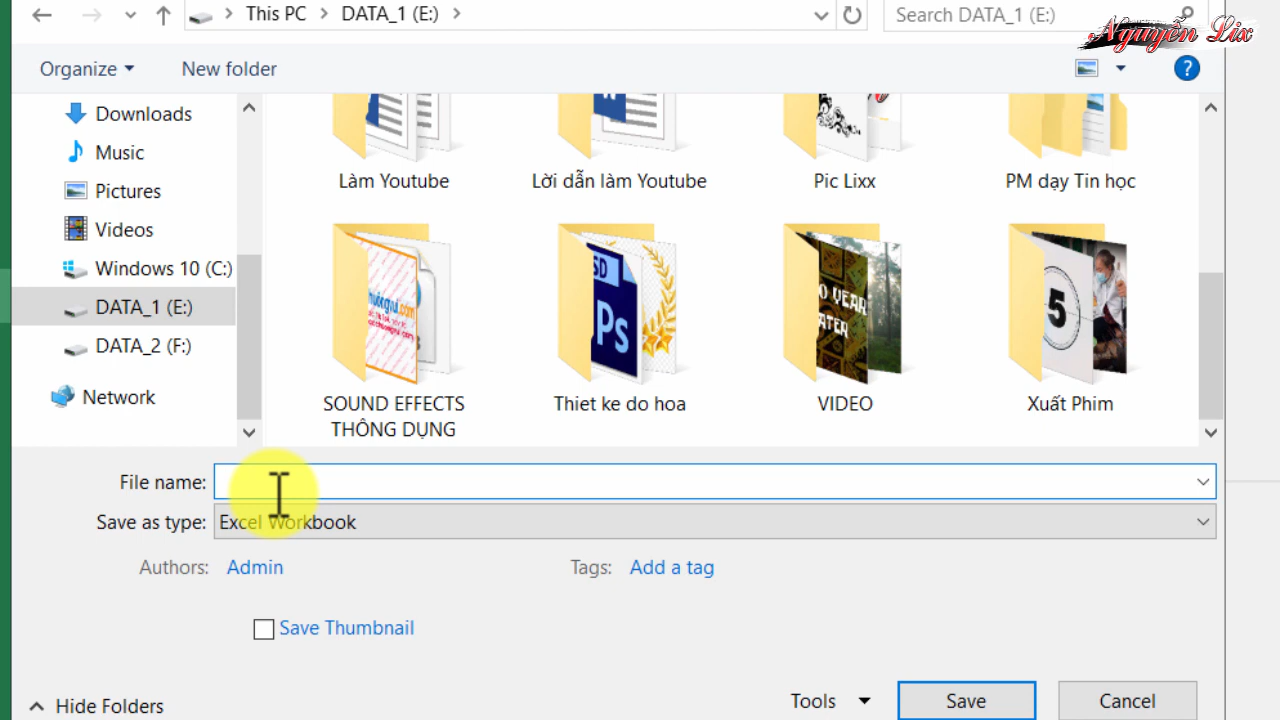 This PC > DATA_1 (E:) >
Search DATA_1 (E:)
Nguyễn Lix
Organize
New folder
Downloads
Music
Pictures
Videos
Windows 10 (C:)
DATA_1 (E:)
DATA_2 (F:)
Network
Làm Youtube
Lời dẫn làm Youtube
Pic Lixx
PM dạy Tin học
SOUND EFFECTS
THÔNG DỤNG
Thiet ke do hoa
VIDEO
Xuất Phim
SD
Ps
5
File name:
Save as type: Excel Workbook
Authors: Admin
Tags: Add a tag
Save Thumbnail
Hide Folders
Tools
Save
Cancel